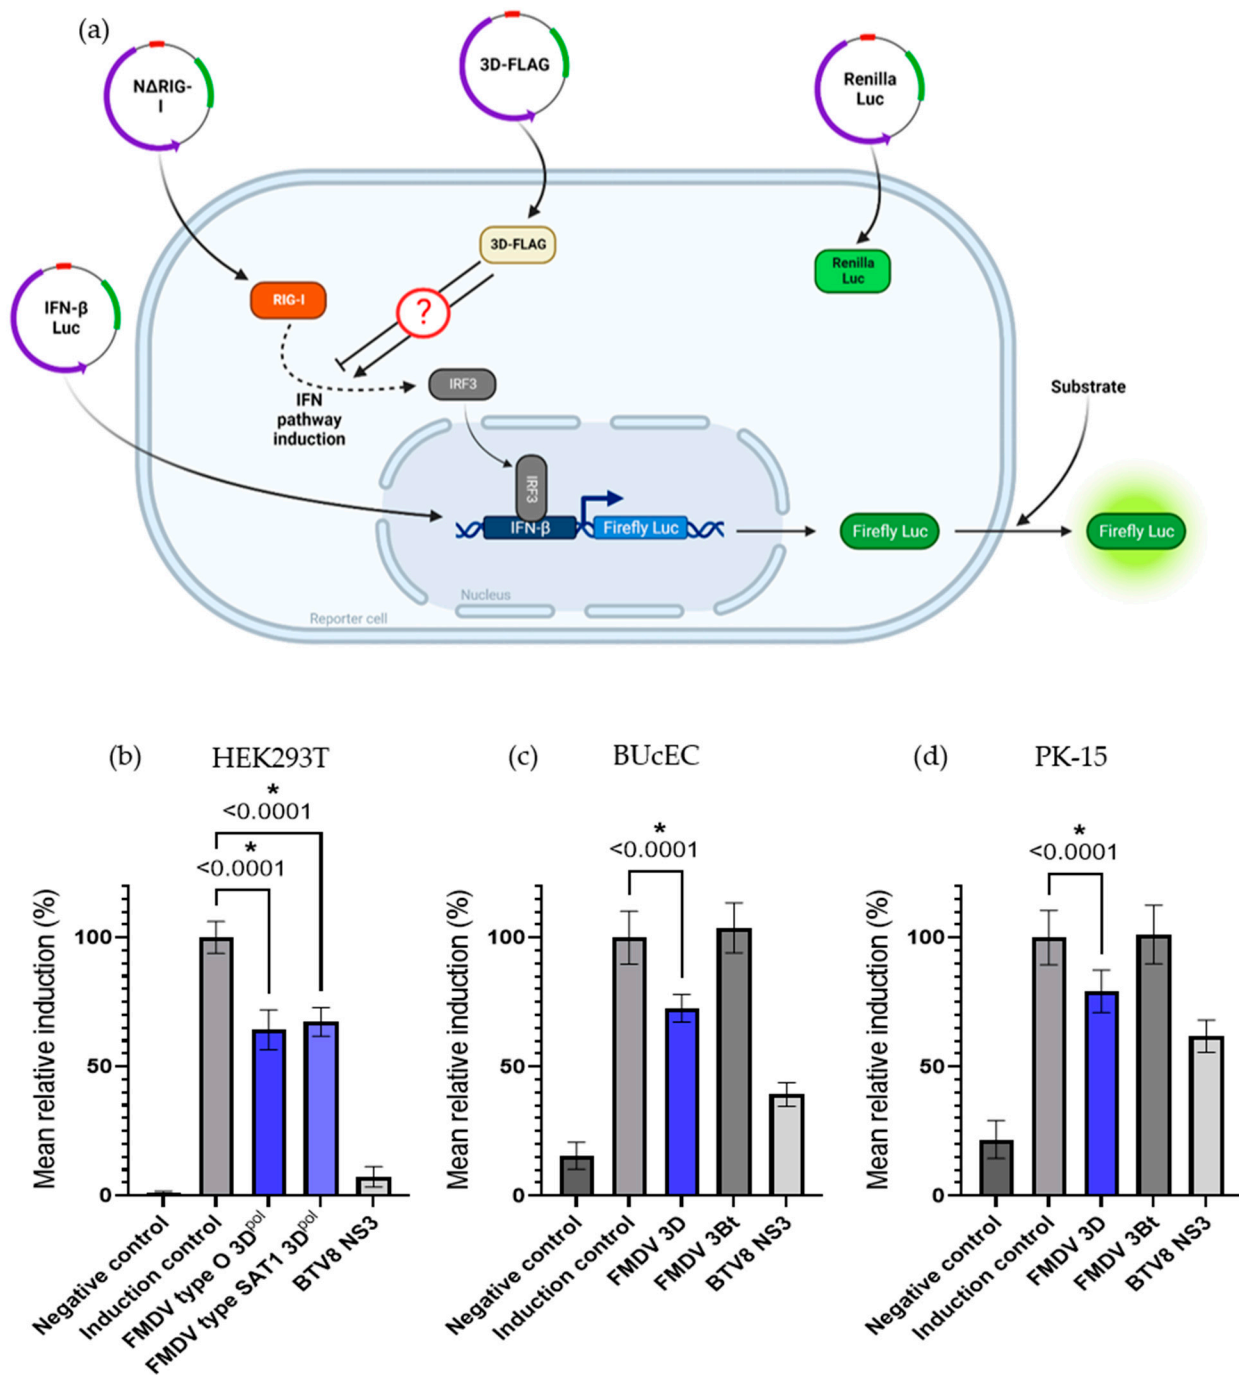 (a)
NΔRIG-
I
3D-FLAG
Renilla
Luc
3D-FLAG
Renilla
Luc
RIG-I
IFN-β
Luc
?
IRF3
IFN
pathway
induction
Substrate
IRF3
IFN-β
Firefly Luc
Firefly Luc
Firefly Luc
Nucleus
Reporter cell
(b)
HEK293T
*
<0.0001
*
<0.0001
Mean relative induction (%)
100
50
0
Negative control
Induction control
FMDV type O 3Dᵖᵒˡ
FMDV type SAT1 3Dᵖᵒˡ
BTV8 NS3
(c)
BUcEC
*
<0.0001
Mean relative induction (%)
100
50
0
Negative control
Induction control
FMDV 3D
FMDV 3Bt
BTV8 NS3
(d)
PK-15
*
<0.0001
Mean relative induction (%)
100
50
0
Negative control
Induction control
FMDV 3D
FMDV 3Bt
BTV8 NS3